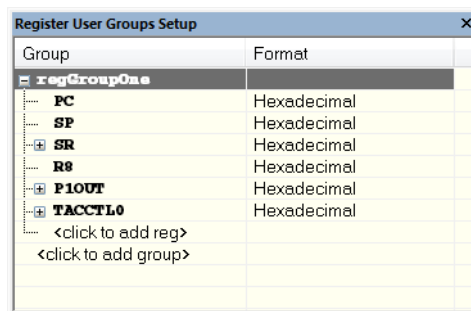 Register User Groups Setup
Group Format
regGroupOne
PC Hexadecimal
SP Hexadecimal
SR Hexadecimal
R8 Hexadecimal
P1OUT Hexadecimal
TACCTL0 Hexadecimal
<click to add reg>
<click to add group>